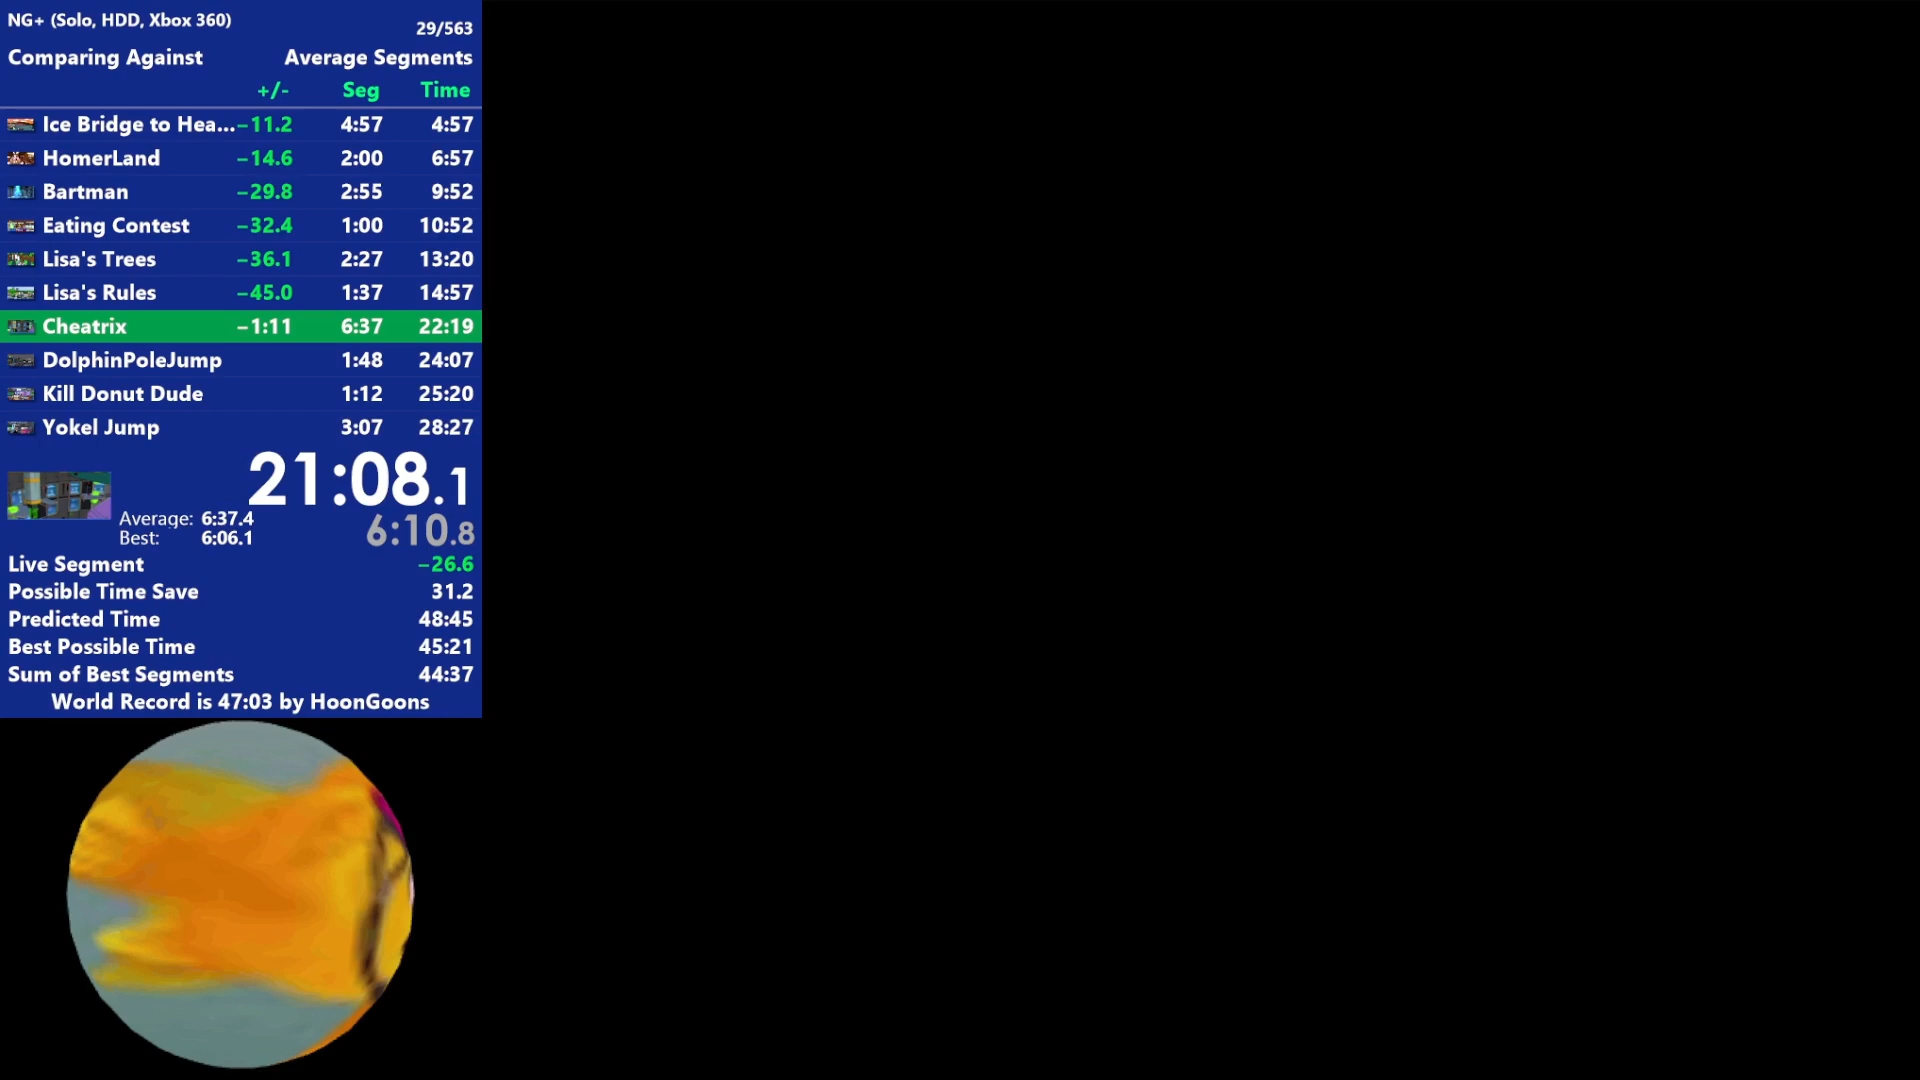 NG+ (Solo, HDD, Xbox 360) 29/563
Comparing Against Average Segments
+/- Seg Time
Ice Bridge to Hea... −11.2 4:57 4:57
HomerLand −14.6 2:00 6:57
Bartman −29.8 2:55 9:52
Eating Contest −32.4 1:00 10:52
Lisa's Trees −36.1 2:27 13:20
Lisa's Rules −45.0 1:37 14:57
Cheatrix −1:11 6:37 22:19
DolphinPoleJump 1:48 24:07
Kill Donut Dude 1:12 25:20
Yokel Jump 3:07 28:27
21:08.1
Average: 6:37.4
Best: 6:06.1
6:10.8
Live Segment −26.6
Possible Time Save 31.2
Predicted Time 48:45
Best Possible Time 45:21
Sum of Best Segments 44:37
World Record is 47:03 by HoonGoons